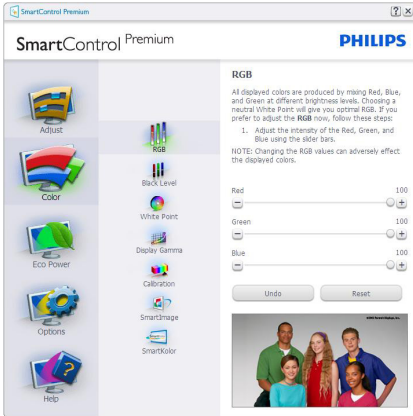 SmartControl Premium
?
SmartControl Premium
PHILIPS
Adjust
Color
Eco Power
Options
Help
RGB
Black Level
White Point
Display Gamma
Calibration
SmartImage
SmartKolor
RGB
All displayed colors are produced by mixing Red, Blue,
and Green at different brightness levels. Choosing a
neutral White Point will give you optimal RGB. If you
prefer to adjust the RGB now, follow these steps:
1. Adjust the intensity of the Red, Green, and
Blue using the slider bars.
NOTE: Changing the RGB values can adversely effect
the displayed colors.
Red 100
Green 100
Blue 100
Undo Reset